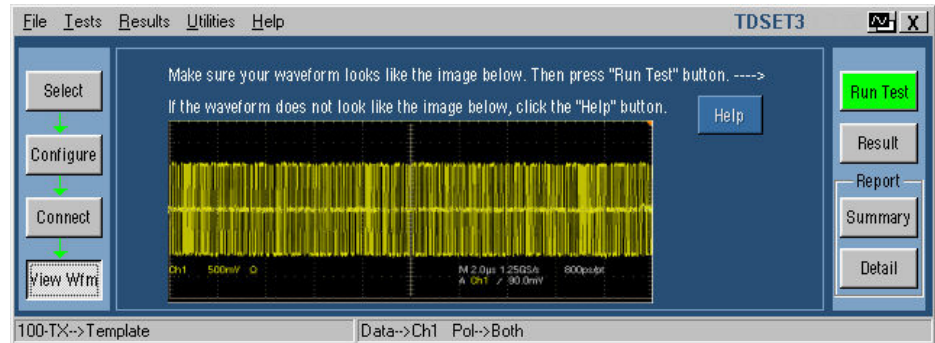 File Tests Results Utilities Help TDSET3 X
Select
Configure
Connect
View Wfm
Make sure your waveform looks like the image below. Then press "Run Test" button. ---->
If the waveform does not look like the image below, click the "Help" button.
Help
Ch1 500mV Ω M 2.0µs 1.25GS/s 800ps/pt
A Ch1 / 90.0mV
Run Test
Result
Report
Summary
Detail
100-TX-->Template Data-->Ch1 Pol-->Both